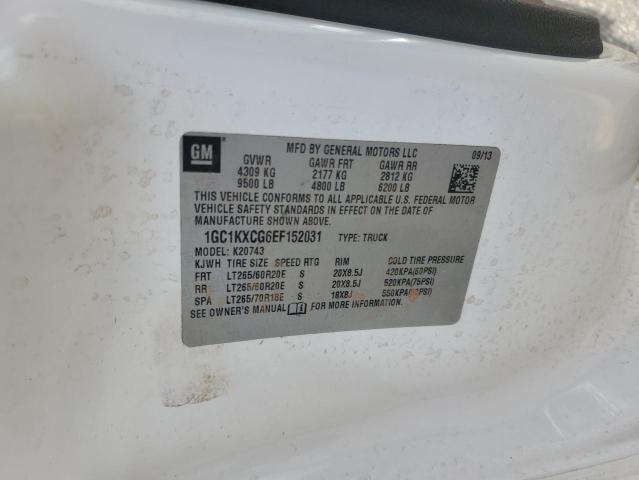 GM
MFD BY GENERAL MOTORS LLC 09/13
GVWR GAWR FRT GAWR RR
4309 KG 2177 KG 2812 KG
9500 LB 4800 LB 6200 LB
THIS VEHICLE CONFORMS TO ALL APPLICABLE U.S. FEDERAL MOTOR
VEHICLE SAFETY STANDARDS IN EFFECT ON THE DATE OF
MANUFACTURE SHOWN ABOVE.
1GC1KXCG6EF152031 TYPE: TRUCK
MODEL: K20743
KJWH TIRE SIZE SPEED RTG RIM COLD TIRE PRESSURE
FRT LT265/60R20E S 20X8.5J 420KPA(60PSI)
RR LT265/60R20E S 20X8.5J 520KPA(75PSI)
SPA LT265/70R18E S 18X8J
SEE OWNER'S MANUAL FOR MORE INFORMATION.